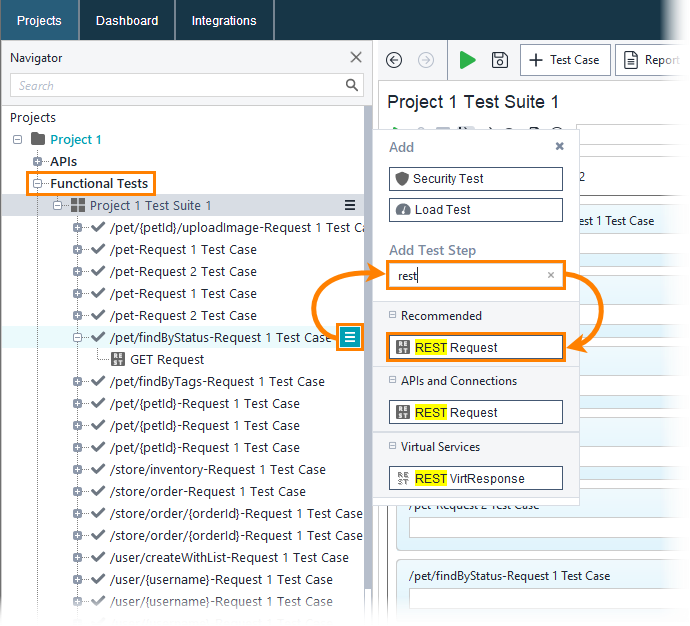 Projects
Dashboard
Integrations
Navigator
Search
Projects
Project 1
APIs
Functional Tests
Project 1 Test Suite 1
/pet/{petId}/uploadImage-Request 1 Test C
/pet-Request 1 Test Case
/pet-Request 2 Test Case
/pet-Request 1 Test Case
/pet-Request 2 Test Case
/pet/findByStatus-Request 1 Test Case
REST
GET Request
/pet/findByTags-Request 1 Test Case
/pet/{petId}-Request 1 Test Case
/pet/{petId}-Request 1 Test Case
/pet/{petId}-Request 1 Test Case
/store/inventory-Request 1 Test Case
/store/order-Request 1 Test Case
/store/order/{orderId}-Request 1 Test Case
/store/order/{orderId}-Request 1 Test Case
/user/createWithList-Request 1 Test Case
/user/{username}-Request 1 Test Case
/user/{username}-Request 1 Test Case
Test Case
Report
Project 1 Test Suite 1
Add
Security Test
Load Test
Add Test Step
rest
Recommended
REST
REST Request
APIs and Connections
REST
REST Request
Virtual Services
REST
REST VirtResponse
2
est 1 Test Case
/pet-Request 2 Test Case
/pet/findByStatus-Request 1 Test Case